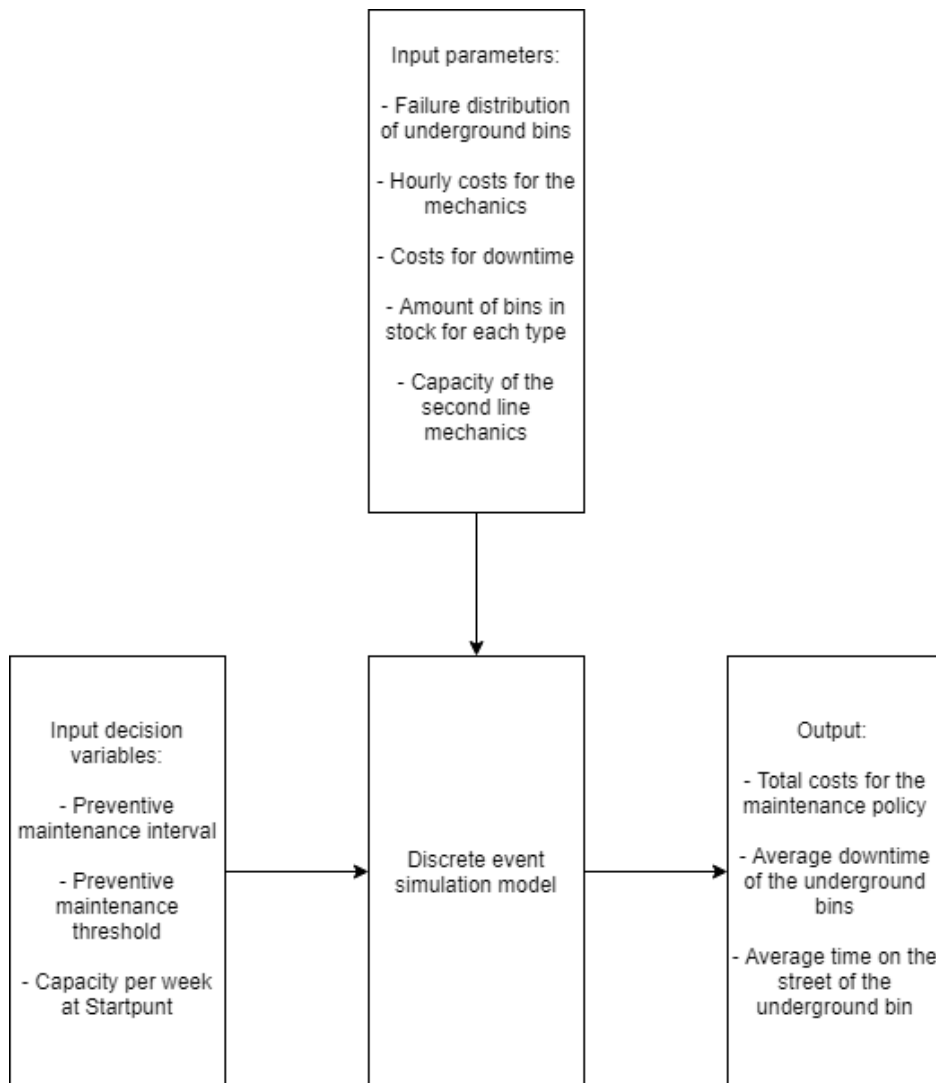 Input parameters:
- Failure distribution
of underground bins
- Hourly costs for the
mechanics
- Costs for downtime
- Amount of bins in
stock for each type
- Capacity of the
second line
mechanics
Input decision
variables:
- Preventive
maintenance interval
- Preventive
maintenance
threshold
- Capacity per week
at Startpunt
Discrete event
simulation model
Output:
- Total costs for the
maintenance policy
- Average downtime
of the underground
bins
- Average time on the
street of the
underground bin